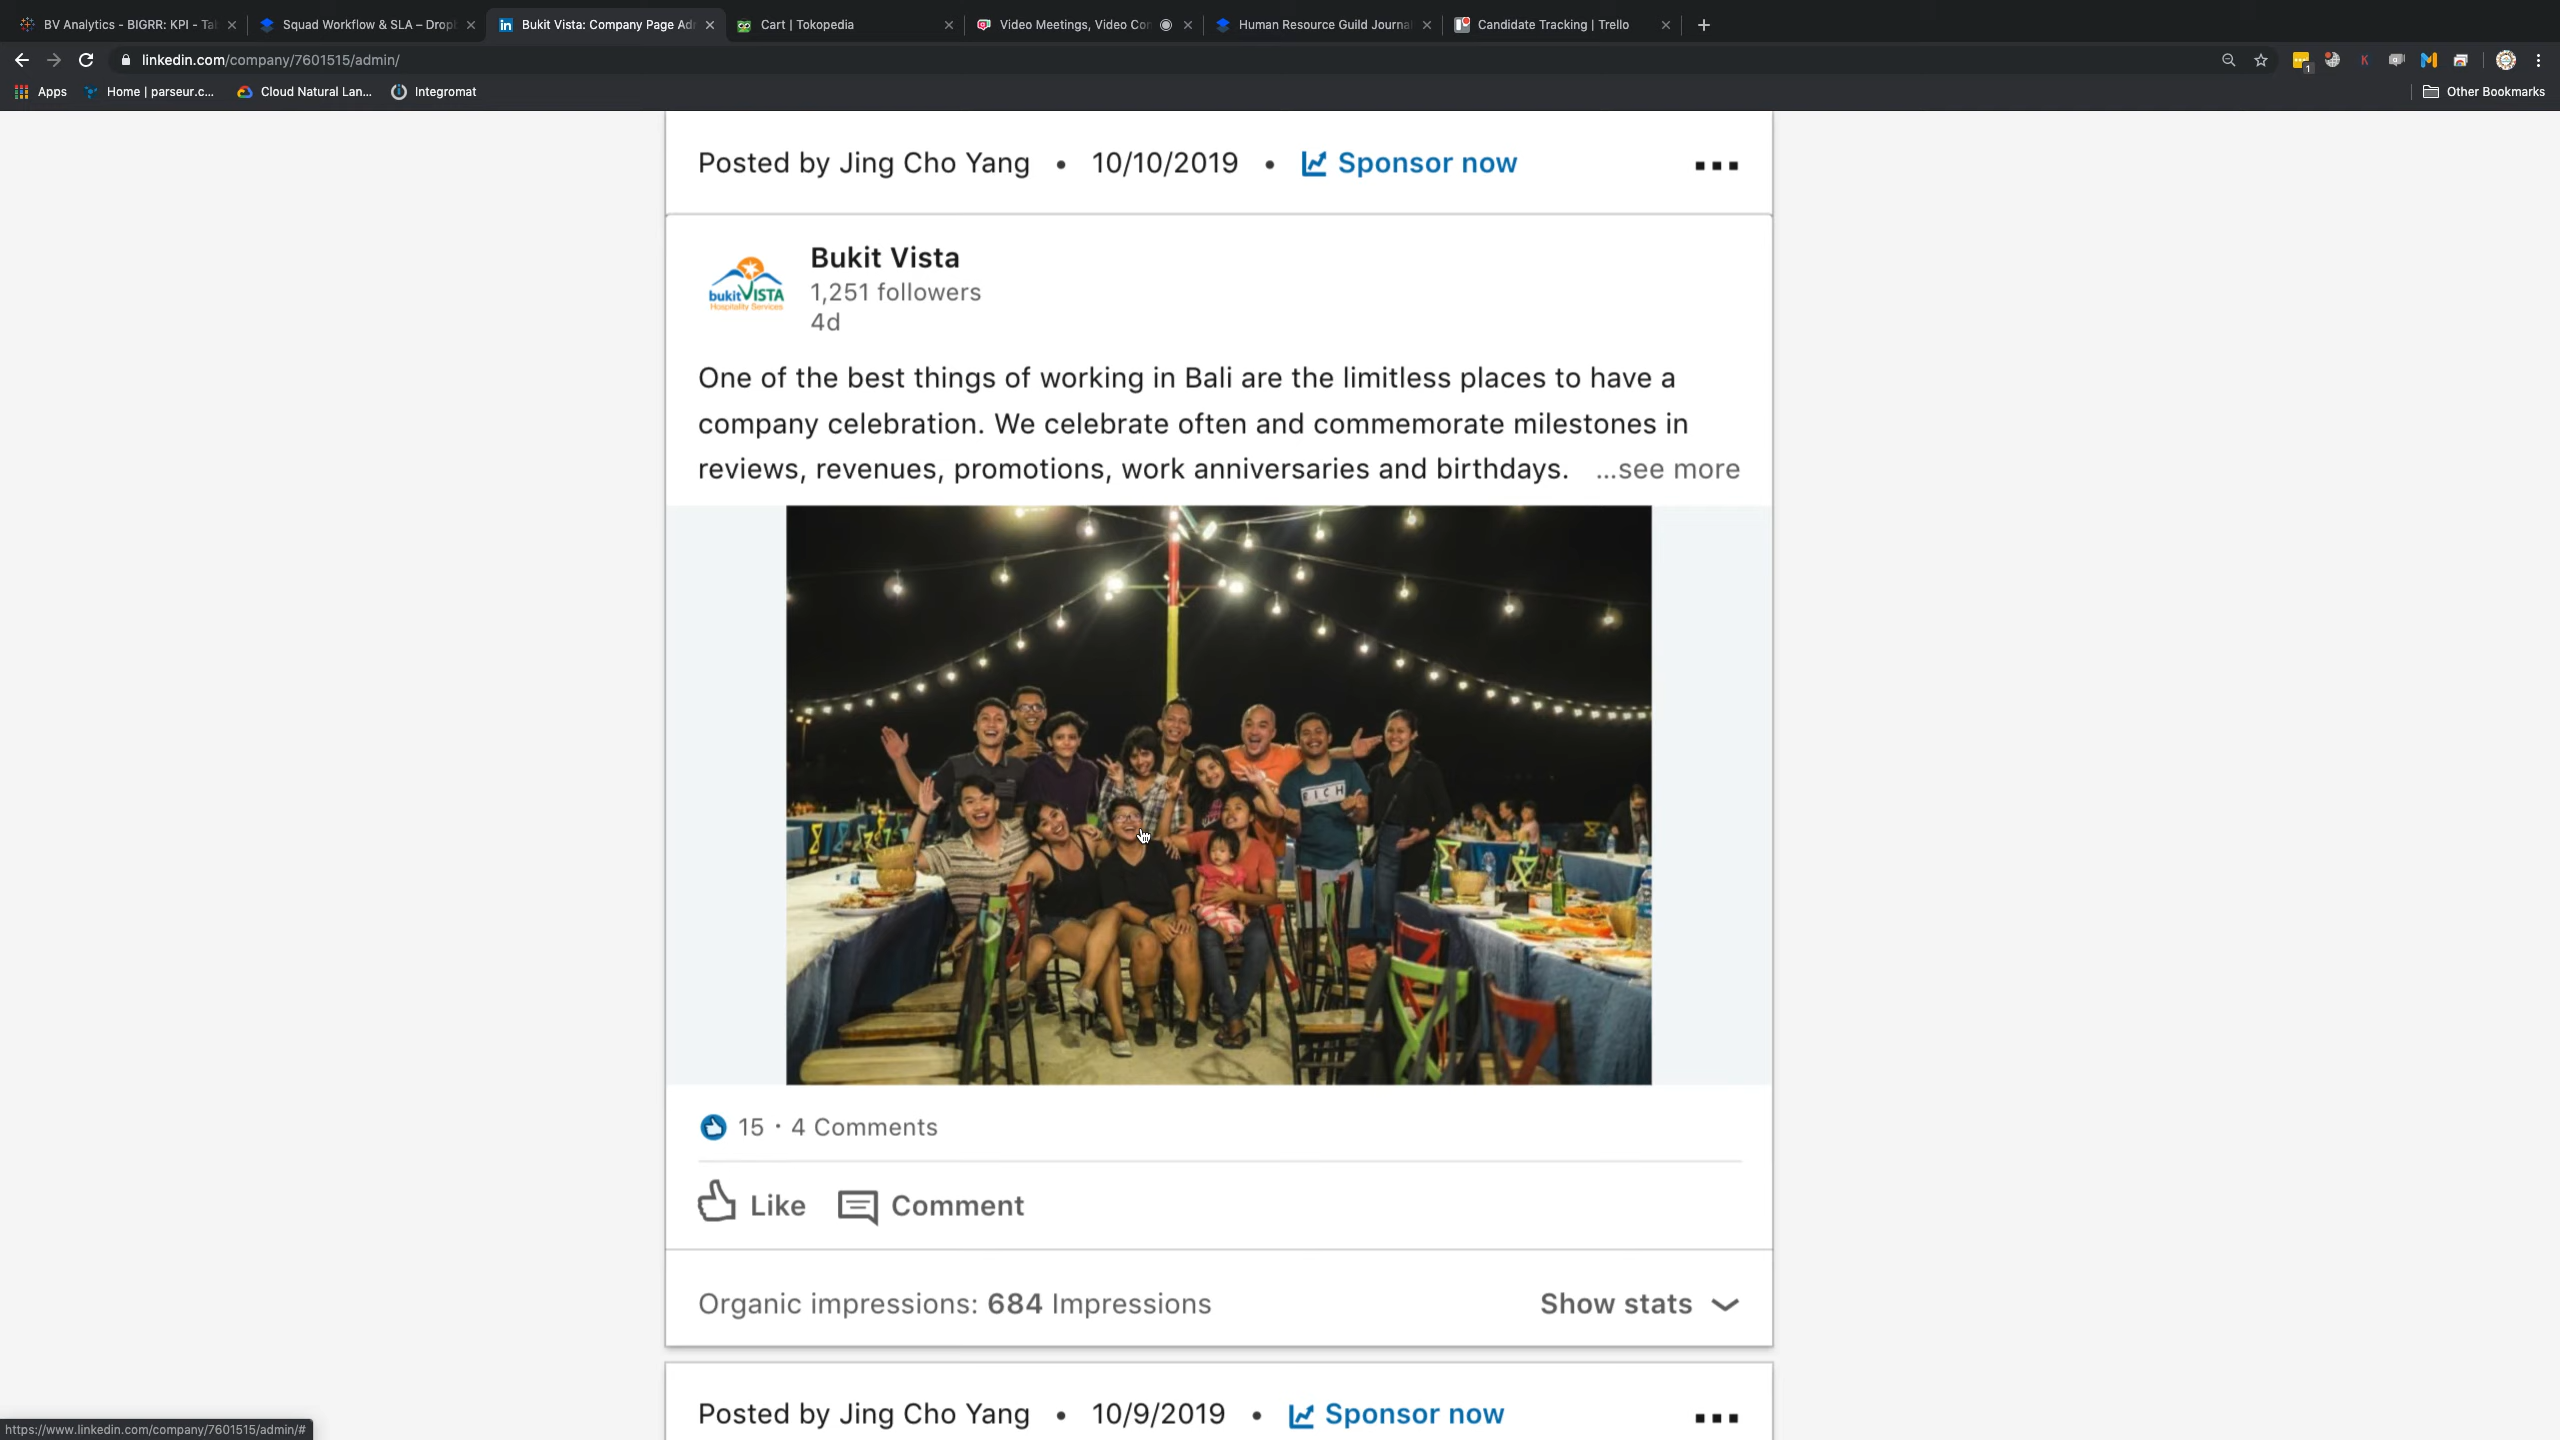 BV Analytics - BIGRR: KPI - Ta
Squad Workflow & SLA – Drop
Bukit Vista: Company Page Ad
Cart | Tokopedia
Video Meetings, Video Co
Human Resource Guild Journa
Candidate Tracking | Trello
linkedin.com/company/7601515/admin/
1
Apps
Home | parseur.c...
Cloud Natural Lan...
Integromat
Other Bookmarks
Posted by Jing Cho Yang • 10/10/2019 • Sponsor now
bukit VISTA
Hospitality Services
Bukit Vista
1,251 followers
4d
One of the best things of working in Bali are the limitless places to have a
company celebration. We celebrate often and commemorate milestones in
reviews, revenues, promotions, work anniversaries and birthdays. ...see more
15 • 4 Comments
Like Comment
Organic impressions: 684 Impressions
Show stats
Posted by Jing Cho Yang • 10/9/2019 • Sponsor now
https://www.linkedin.com/company/7601515/admin/#